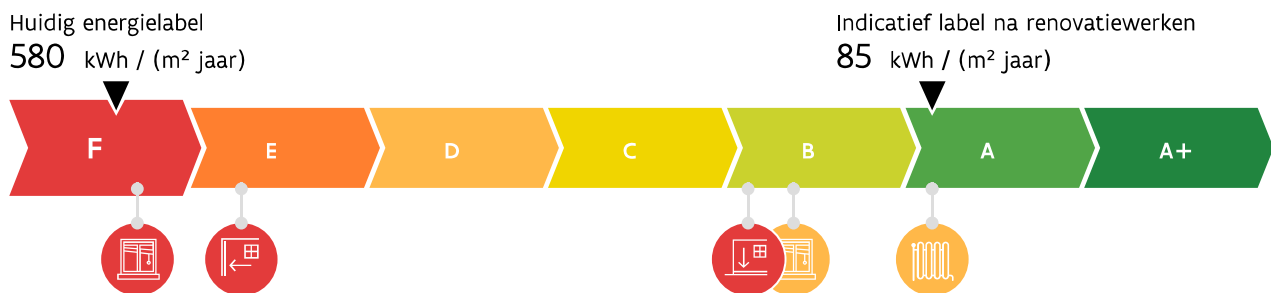 Huidig energielabel
580 kWh / (m² jaar)
Indicatief label na renovatiewerken
85 kWh / (m² jaar)
F E D C B A A+